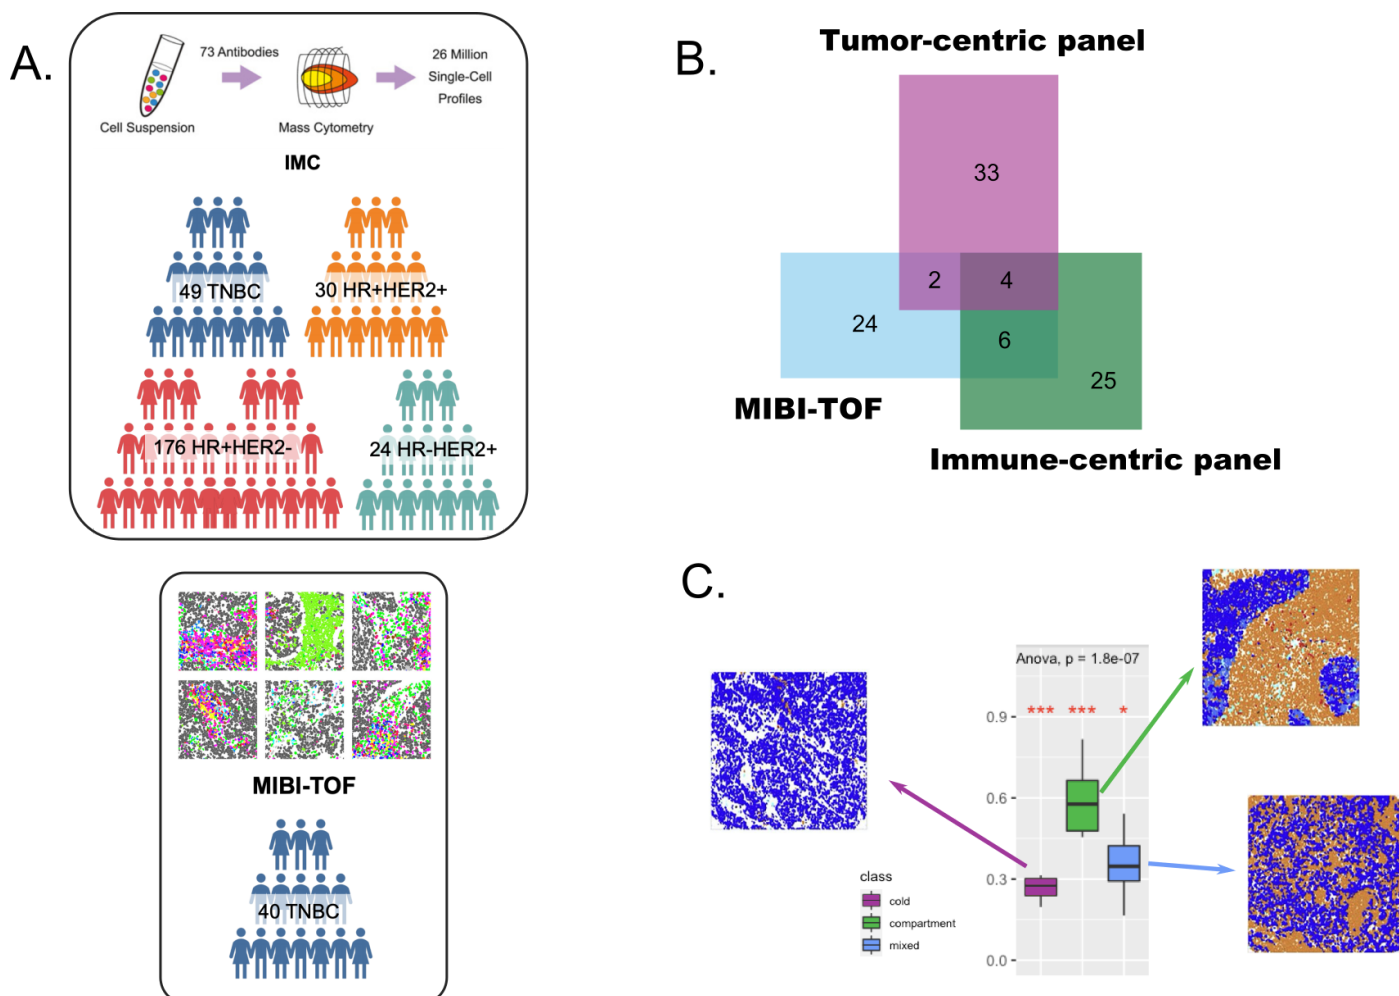 A.
73 Antibodies
26 Million
Single-Cell
Profiles
Cell Suspension
Mass Cytometry
IMC
49 TNBC
30 HR+HER2+
176 HR+HER2-
24 HR-HER2+
MIBI-TOF
40 TNBC
B.
Tumor-centric panel
33
2
4
24
6
25
MIBI-TOF
Immune-centric panel
C.
Anova, p = 1.8e-07
*** *** *
0.9
0.6
0.3
0.0
class
cold
compartment
mixed